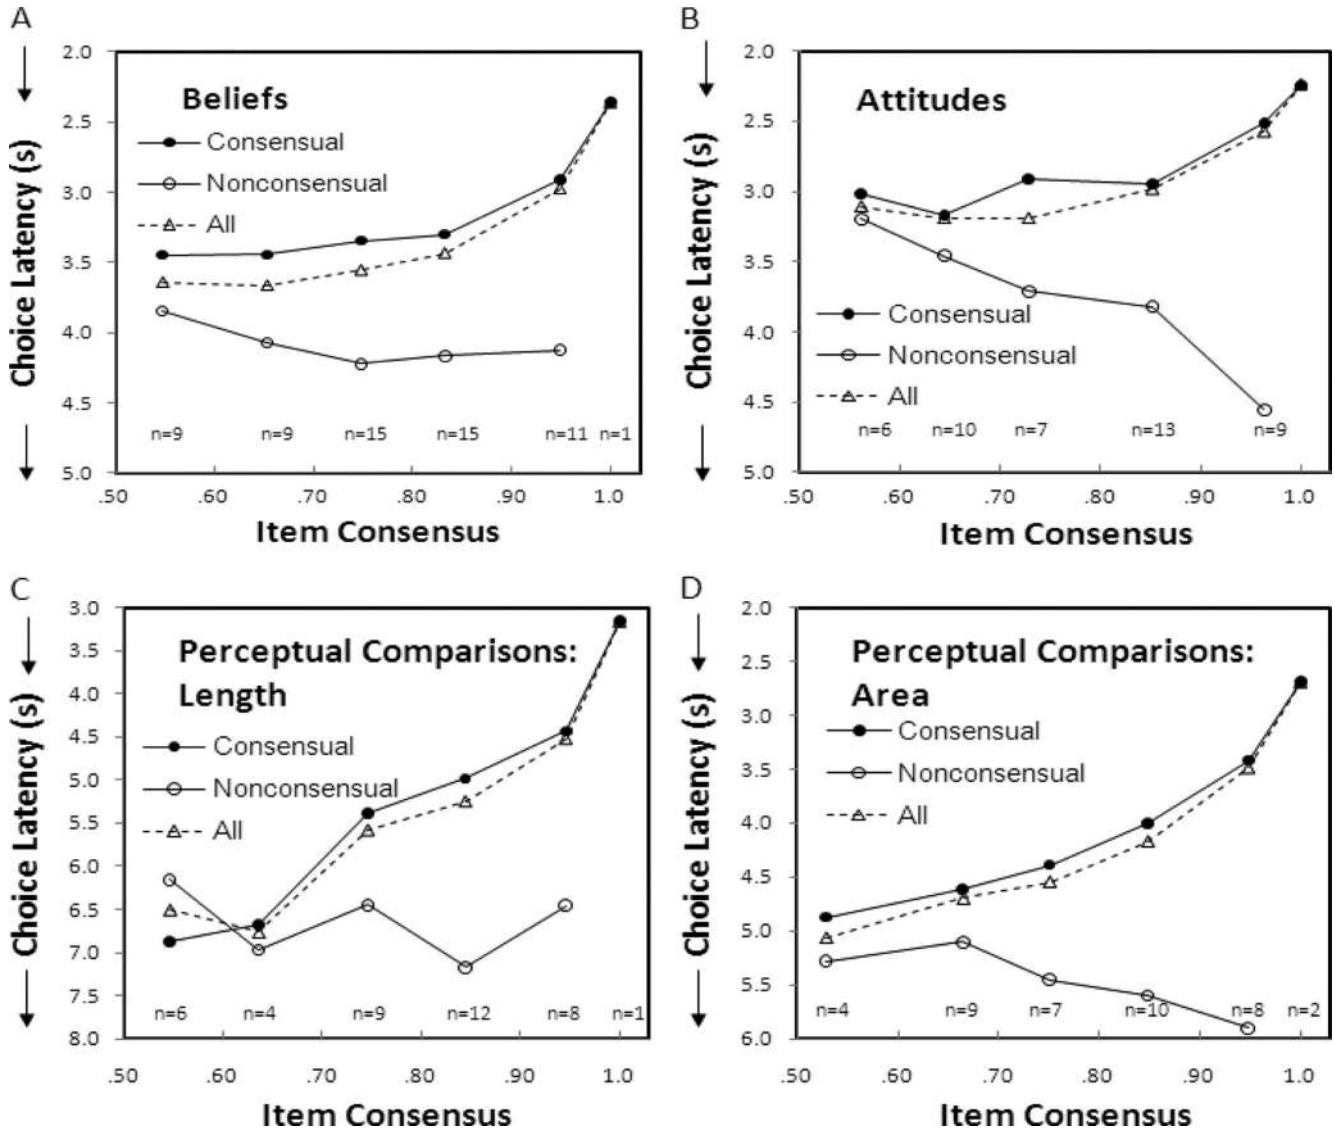 A
2.0
2.5
3.0
3.5
4.0
4.5
5.0
Choice Latency (s)
Beliefs
Consensual
Nonconsensual
All
n=9
n=9
n=15
n=15
n=11
n=1
.50
.60
.70
.80
.90
1.0
Item Consensus
B
2.0
2.5
3.0
3.5
4.0
4.5
5.0
Choice Latency (s)
Attitudes
Consensual
Nonconsensual
All
n=6
n=10
n=7
n=13
n=9
.50
.60
.70
.80
.90
1.0
Item Consensus
C
3.0
3.5
4.0
4.5
5.0
5.5
6.0
6.5
7.0
7.5
8.0
Choice Latency (s)
Perceptual Comparisons:
Length
Consensual
Nonconsensual
All
n=6
n=4
n=9
n=12
n=8
n=1
.50
.60
.70
.80
.90
1.0
Item Consensus
D
2.0
2.5
3.0
3.5
4.0
4.5
5.0
5.5
6.0
Choice Latency (s)
Perceptual Comparisons:
Area
Consensual
Nonconsensual
All
n=4
n=9
n=7
n=10
n=8
n=2
.50
.60
.70
.80
.90
1.0
Item Consensus